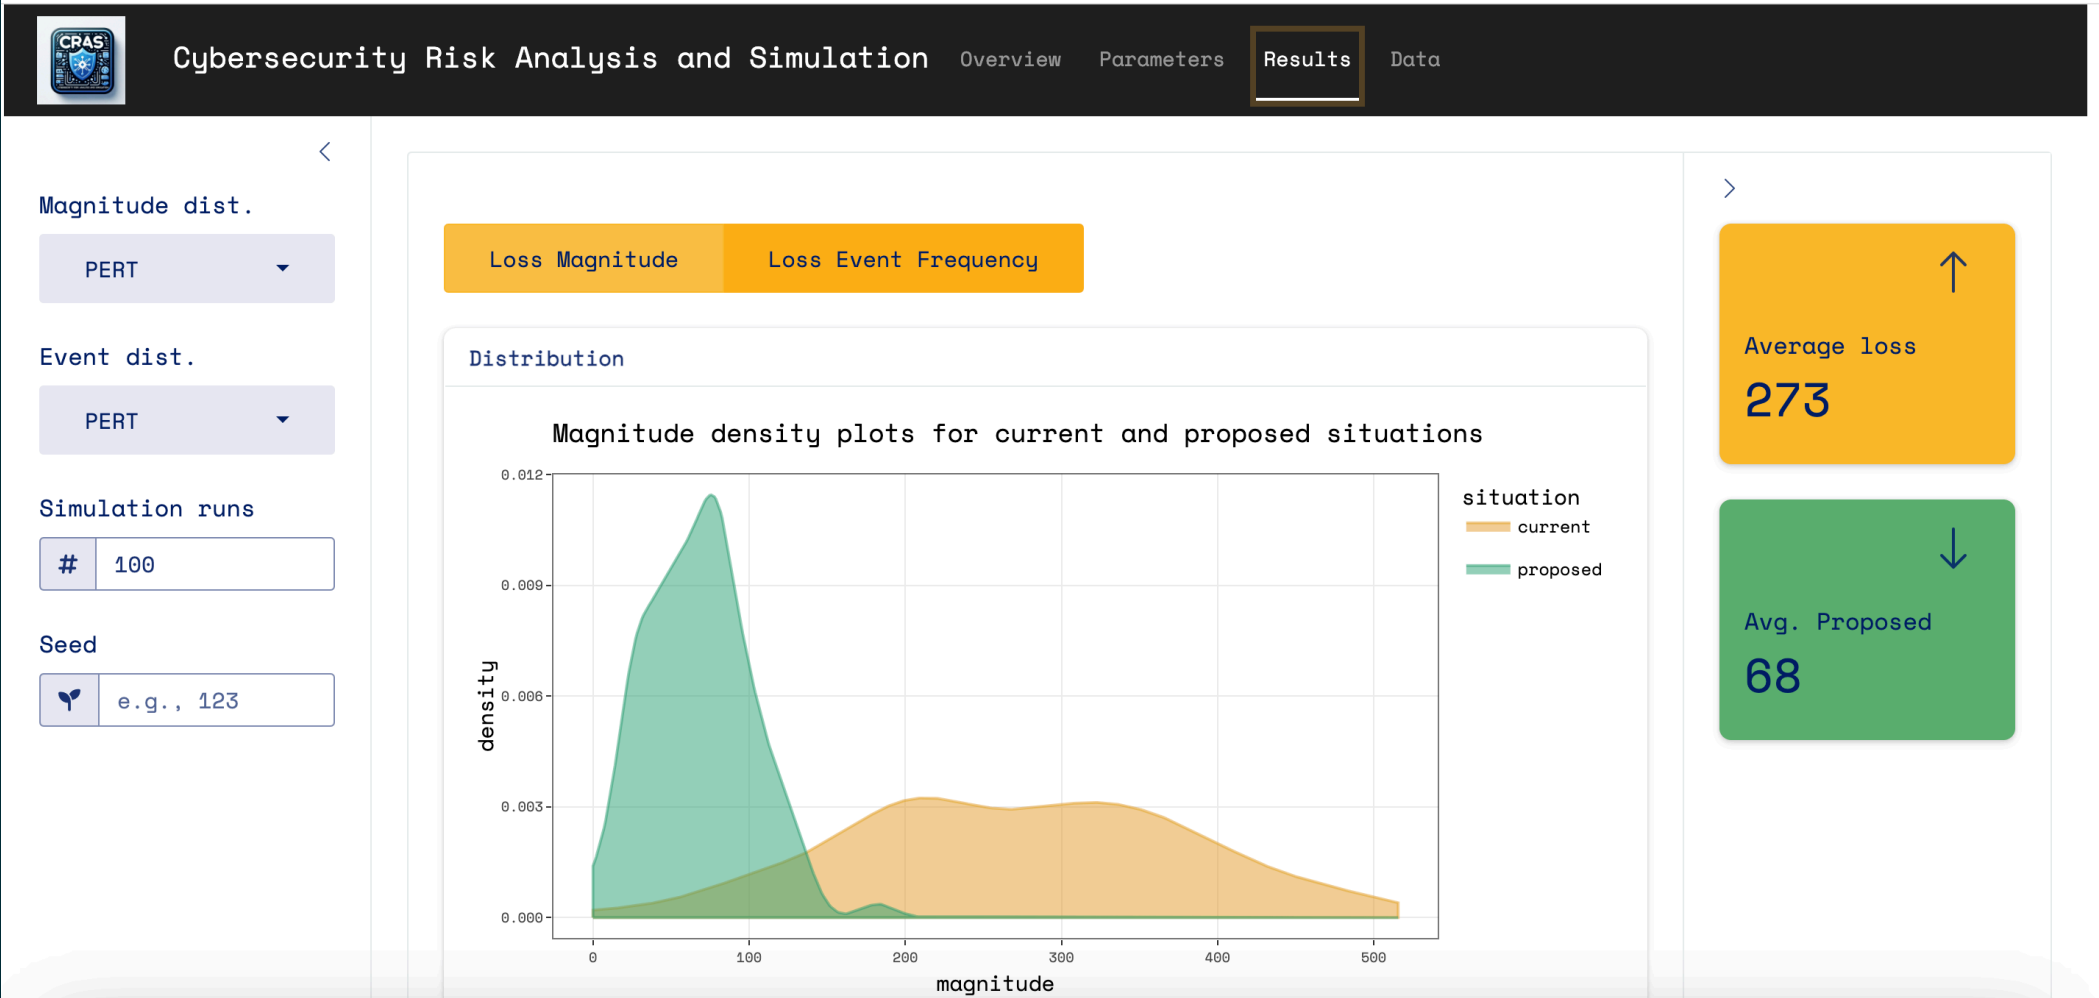 CRAS
Cybersecurity Risk Analysis and Simulation
Overview
Parameters
Results
Data
Magnitude dist.
PERT
Event dist.
PERT
Simulation runs
# 100
Seed
e.g., 123
Loss Magnitude
Loss Event Frequency
Distribution
Magnitude density plots for current and proposed situations
0.012
0.009
0.006
0.003
0.000
density
0 100 200 300 400 500
magnitude
situation
current
proposed
Average loss
273
Avg. Proposed
68